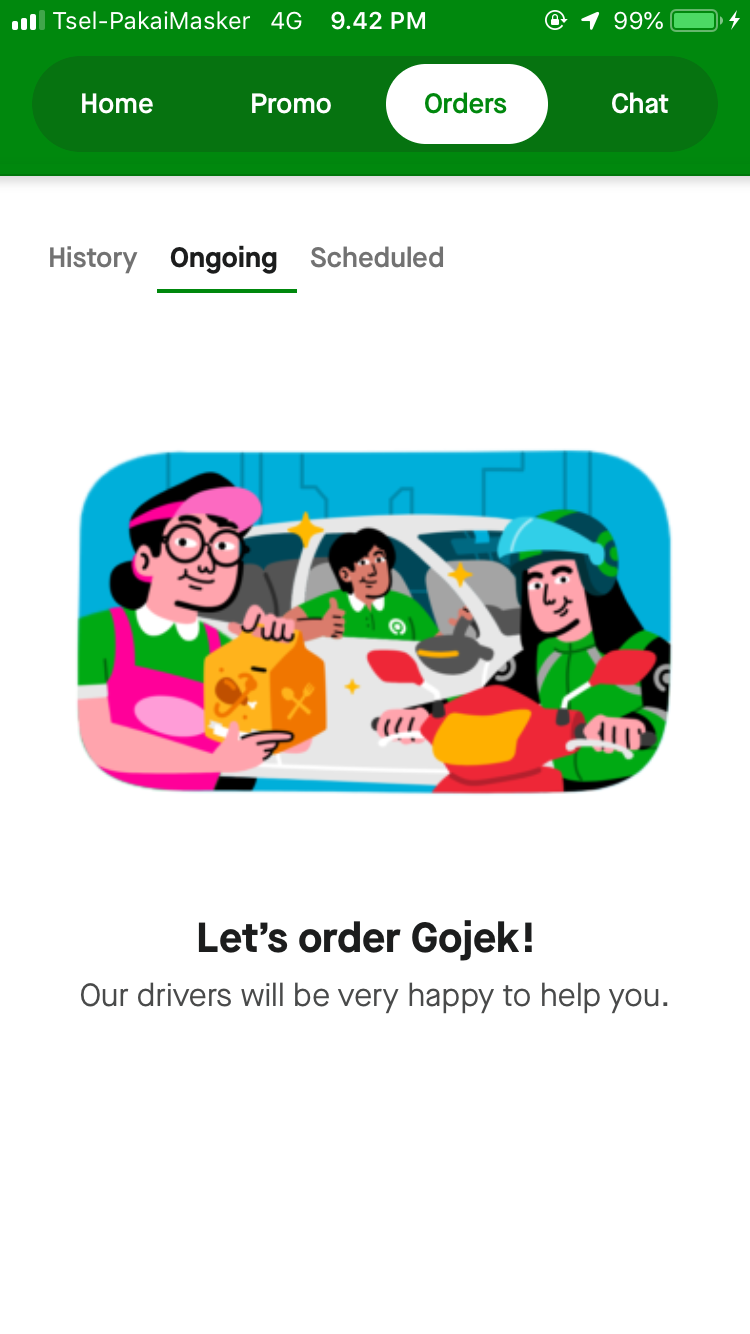 Tsel-PakaiMasker 4G 9.42 PM 99%
Home Promo Orders Chat
History Ongoing Scheduled
Let's order Gojek!
Our drivers will be very happy to help you.